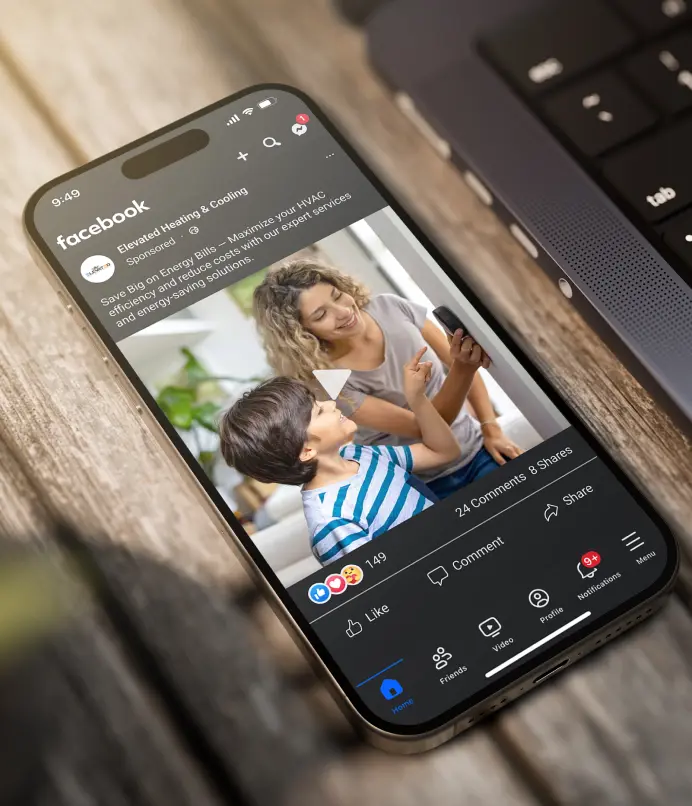 9:49
1
facebook
Elevated Heating & Cooling
Sponsored
Save Big on Energy Bills — Maximize your HVAC
efficiency and reduce costs with our expert services
and energy-saving solutions.
149
24 Comments 8 Shares
Like
Comment
Share
Home
Friends
Video
Profile
9+
Notifications
Menu
tab